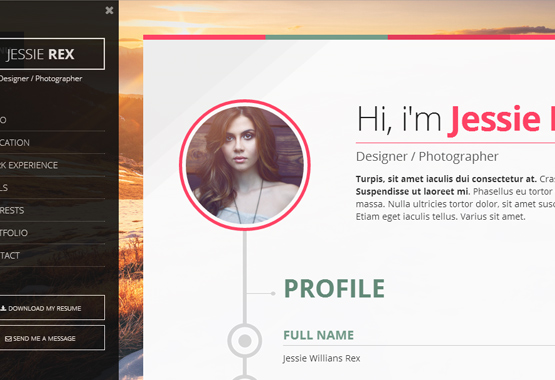 ✖
JESSIE REX
Designer / Photographer
O
CATION
RK EXPERIENCE
LS
RESTS
TFOLIO
TACT
DOWNLOAD MY RESUME
SEND ME A MESSAGE
Hi, i'm Jessie
Designer / Photographer
Turpis, sit amet iaculis dui consectetur at. Cras
Suspendisse ut laoreet mi. Phasellus eu tortor
massa. Nulla ultricies tortor dolor, sit amet susc
Etiam eget iaculis tellus. Varius sit amet.
PROFILE
FULL NAME
Jessie Willians Rex